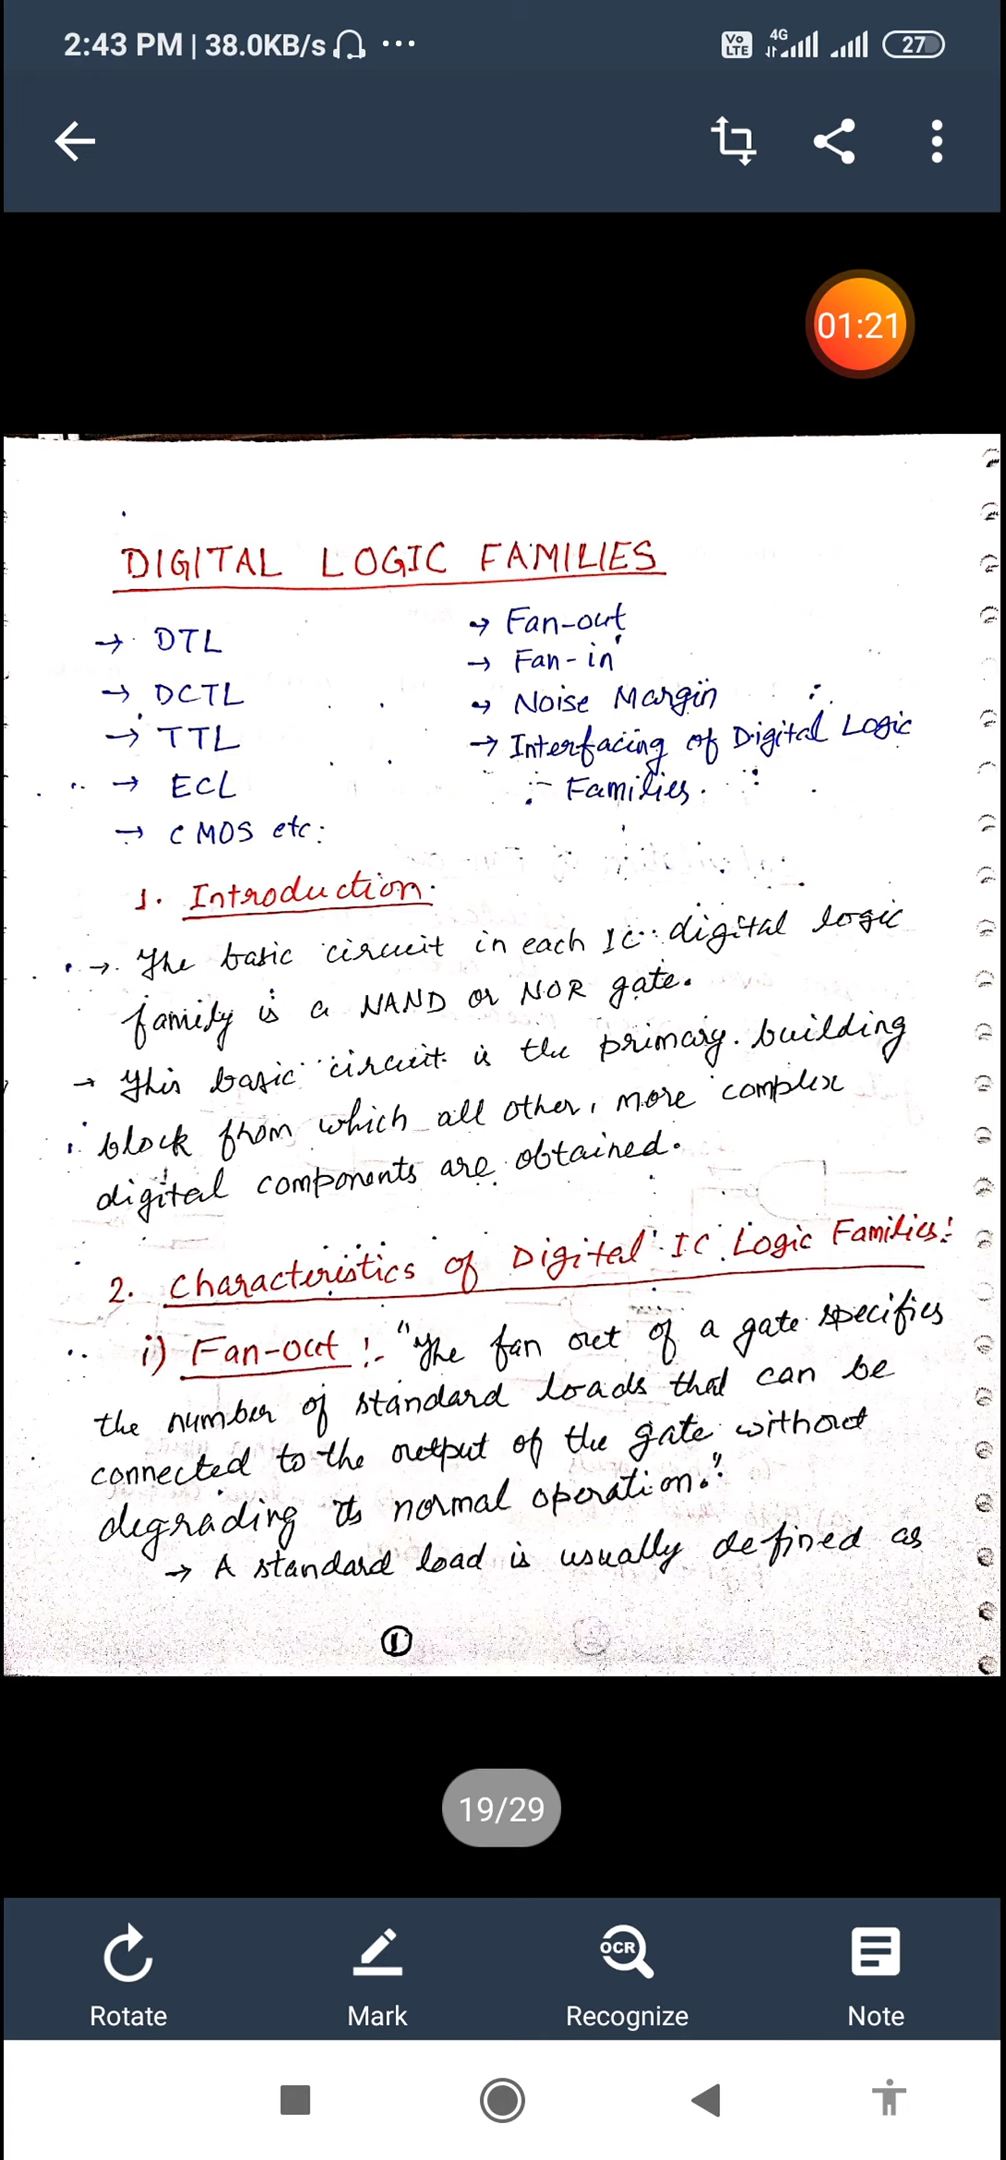 2:43 PM | 38.0KB/s ...
Vo LTE 4G 27
01:21
DIGITAL LOGIC FAMILIES
→ DTL
→ DCTL
→ TTL
→ ECL
→ CMOS etc.
→ Fan-out
→ Fan-in
→ Noise Margin
→ Interfacing of Digital Logic
Families.
1. Introduction.
→ The basic circuit in each IC digital logic
family is a NAND or NOR gate.
→ This basic circuit is the primary building
block from which all other, more complex
digital components are obtained.
2. Characteristics of Digital IC Logic Families:
i) Fan-out :- "The fan out of a gate specifies
the number of standard loads that can be
connected to the output of the gate without
degrading its normal operation."
→ A standard load is usually defined as
1
19/29
Rotate Mark OCR Recognize Note